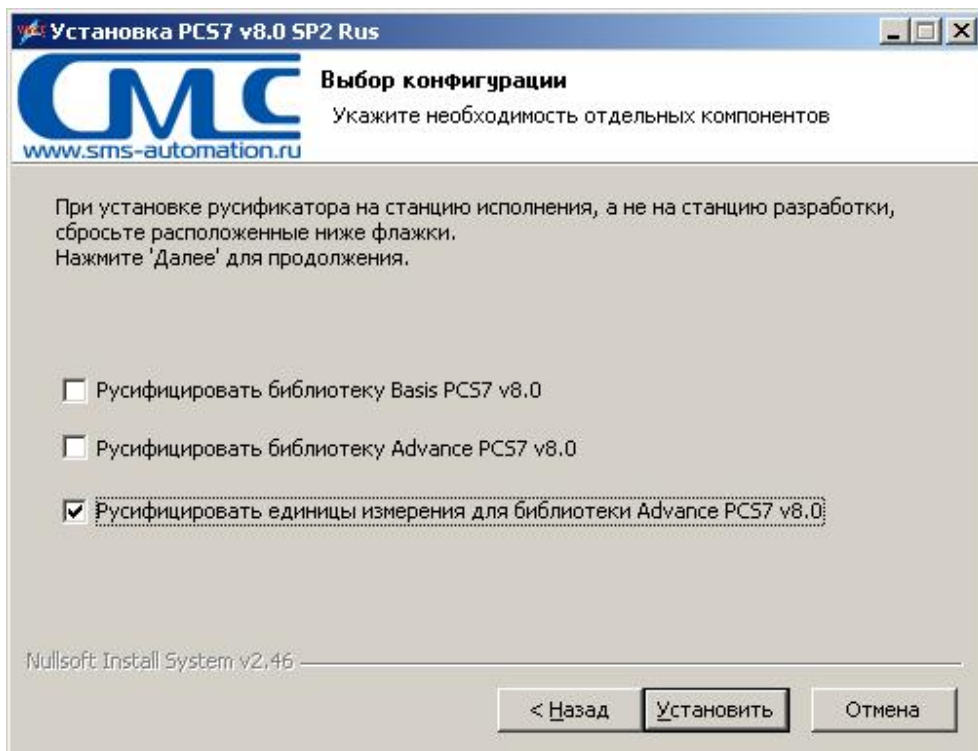 Установка PCS7 v8.0 SP2 Rus
СМС
www.sms-automation.ru
Выбор конфигурации
Укажите необходимость отдельных компонентов
При установке русификатора на станцию исполнения, а не на станцию разработки,
сбросьте расположенные ниже флажки.
Нажмите 'Далее' для продолжения.
Русифицировать библиотеку Basis PCS7 v8.0
Русифицировать библиотеку Advance PCS7 v8.0
Русифицировать единицы измерения для библиотеки Advance PCS7 v8.0
Nullsoft Install System v2.46
< Назад
Установить
Отмена